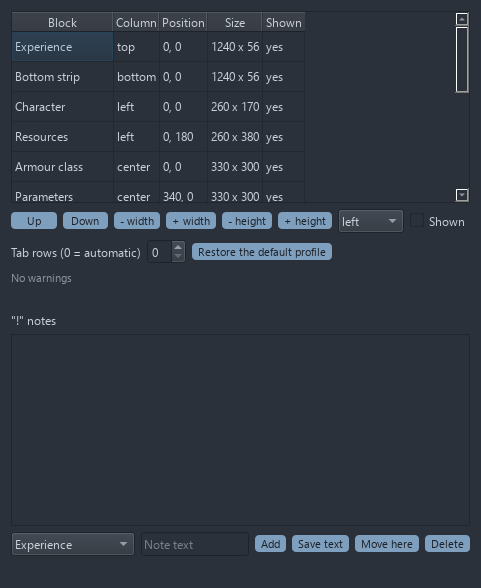 Block Column Position Size Shown
Experience top 0, 0 1240 x 56 yes
Bottom strip bottom 0, 0 1240 x 56 yes
Character left 0, 0 260 x 170 yes
Resources left 0, 180 260 x 380 yes
Armour class center 0, 0 330 x 300 yes
Parameters center 340, 0 330 x 300 yes
Up Down - width + width - height + height left Shown
Tab rows (0 = automatic) 0 Restore the default profile
No warnings
"!" notes
Experience Note text Add Save text Move here Delete